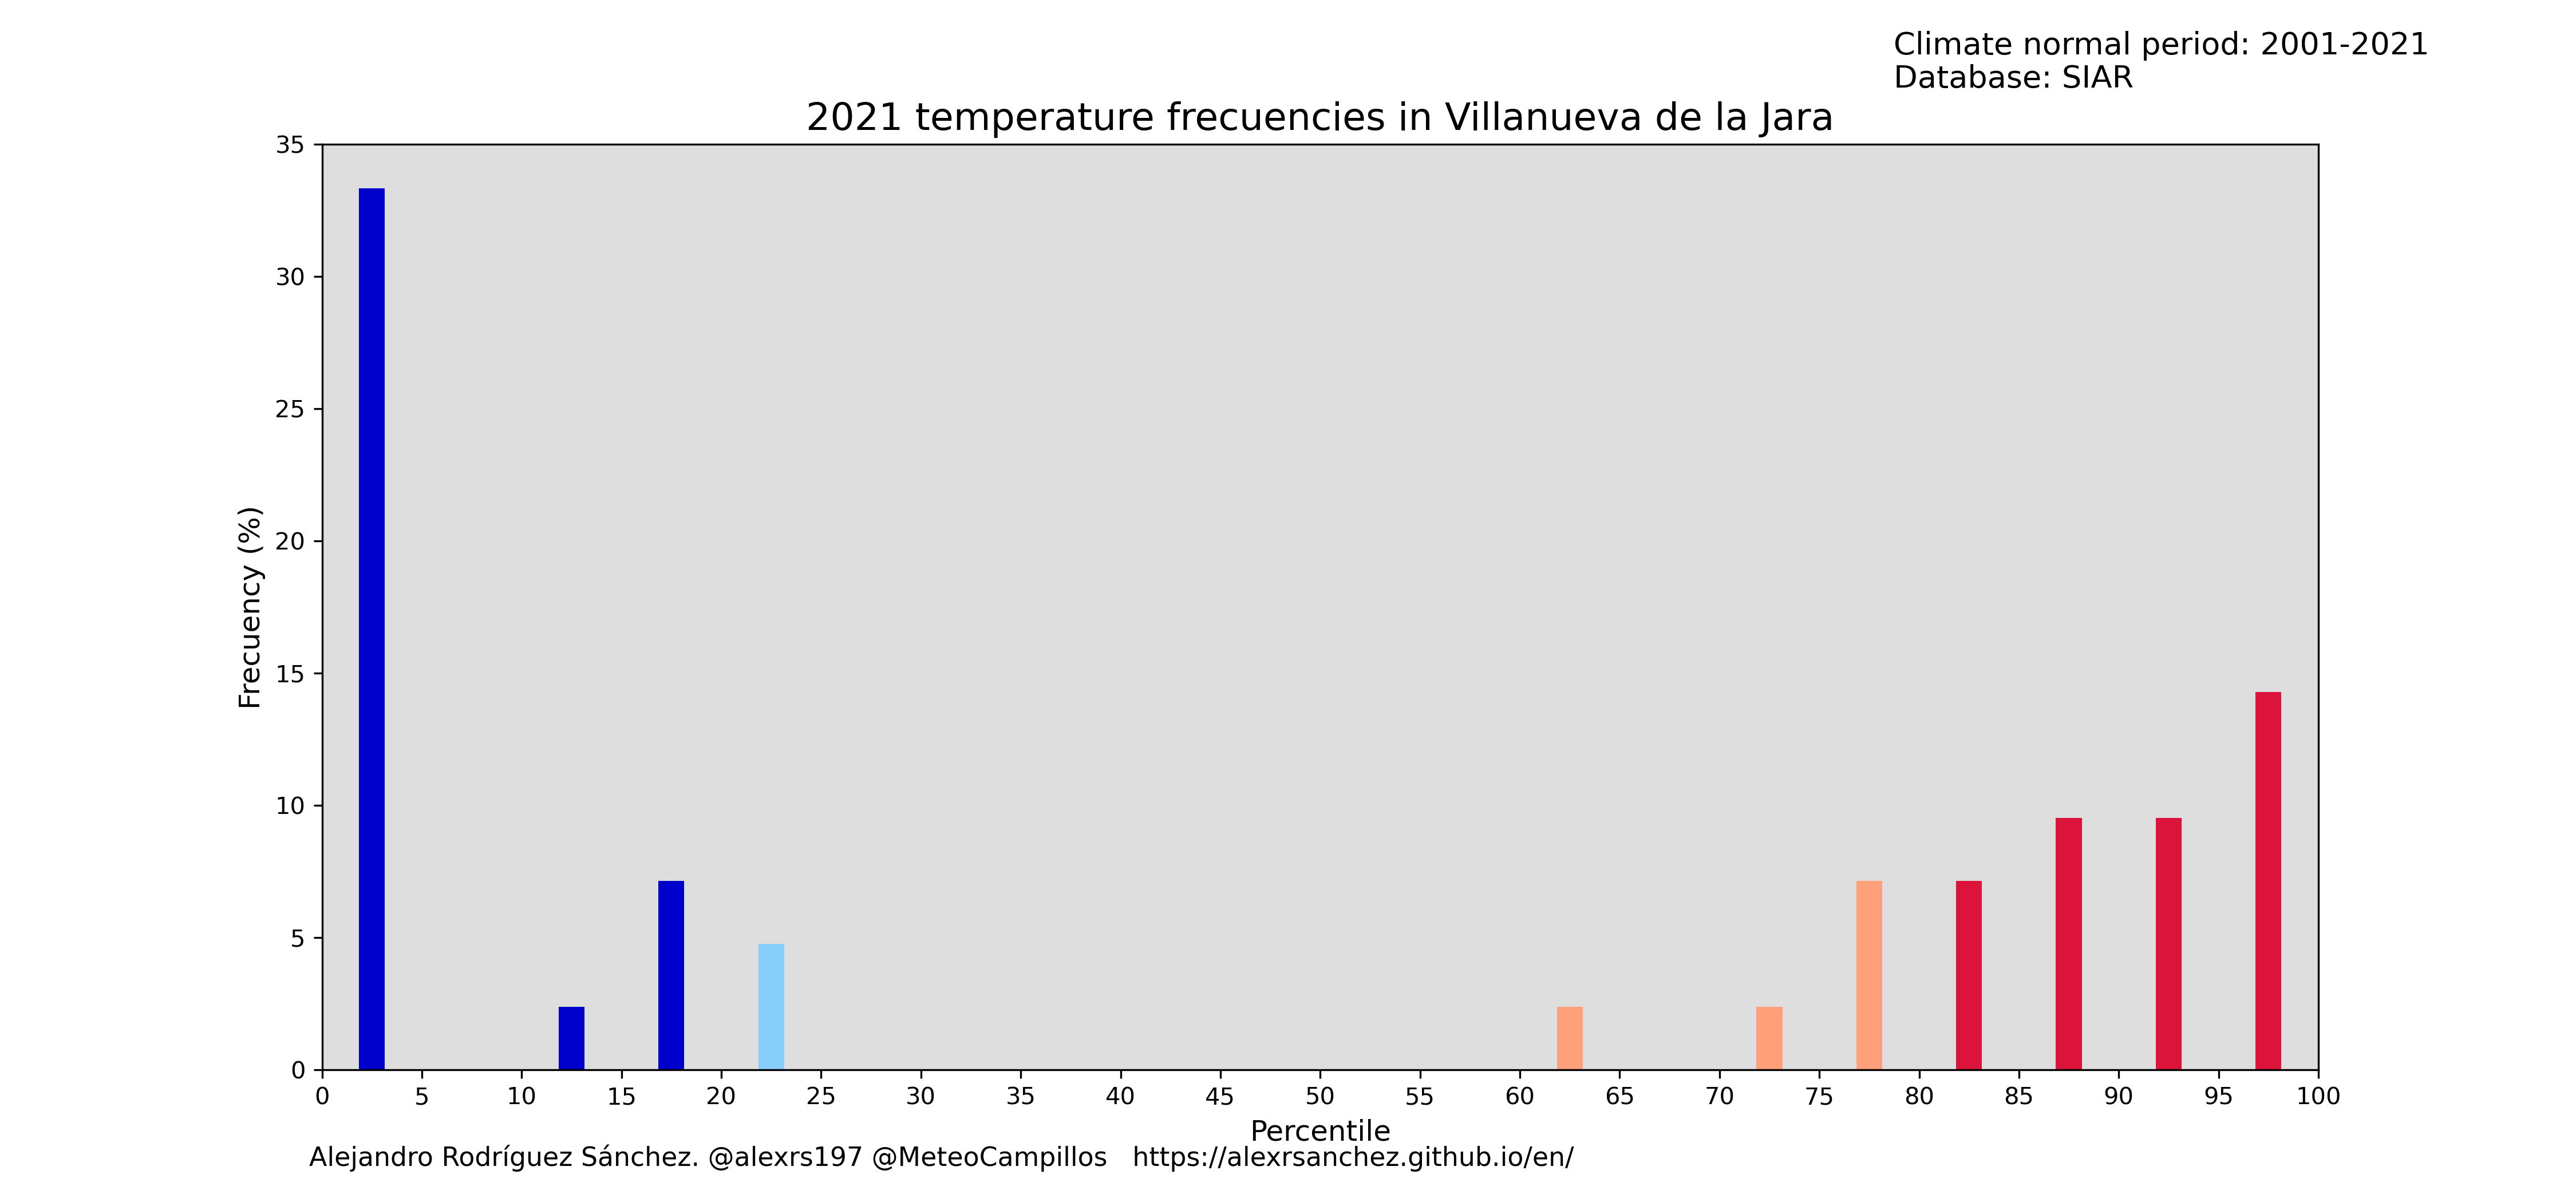 Climate normal period: 2001-2021
Database: SIAR
2021 temperature frecuencies in Villanueva de la Jara
35
30
25
20
15
10
5
0
Frecuency (%)
0 5 10 15 20 25 30 35 40 45 50 55 60 65 70 75 80 85 90 95 100
Percentile
Alejandro Rodríguez Sánchez. @alexrs197 @MeteoCampillos https://alexrsanchez.github.io/en/